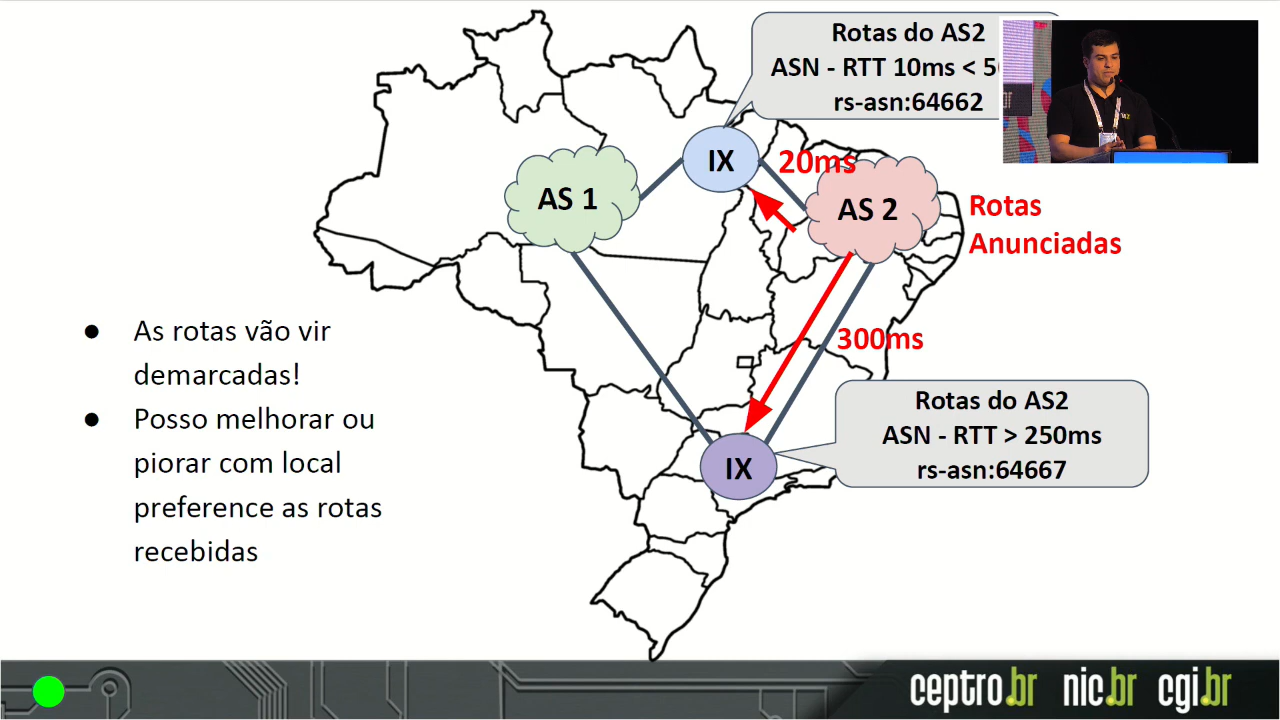 Rotas do AS2
ASN - RTT 10ms < 5
rs-asn:64662
IX
20ms
AS 1
AS 2
Rotas
Anunciadas
● As rotas vão vir
demarcadas!
● Posso melhorar ou
piorar com local
preference as rotas
recebidas
300ms
Rotas do AS2
ASN - RTT > 250ms
rs-asn:64667
IX
ceptro.br nic.br cgi.br